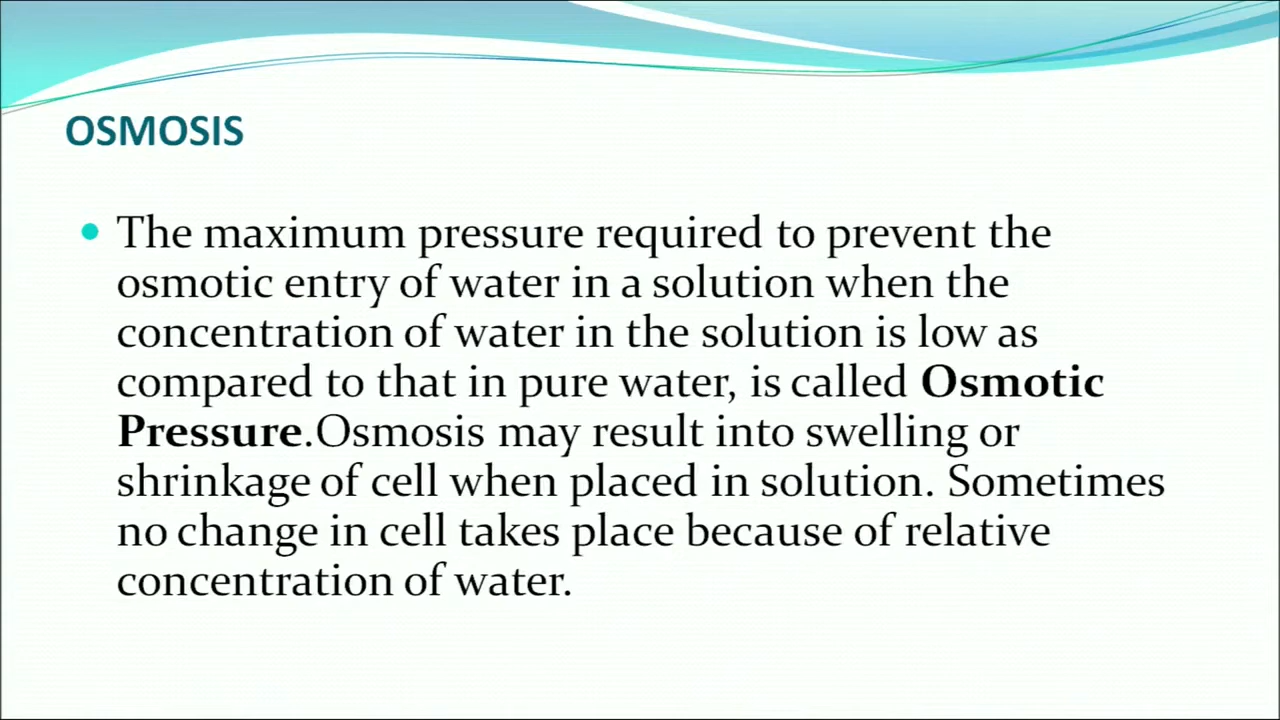 OSMOSIS
The maximum pressure required to prevent the
osmotic entry of water in a solution when the
concentration of water in the solution is low as
compared to that in pure water, is called Osmotic
Pressure.Osmosis may result into swelling or
shrinkage of cell when placed in solution. Sometimes
no change in cell takes place because of relative
concentration of water.